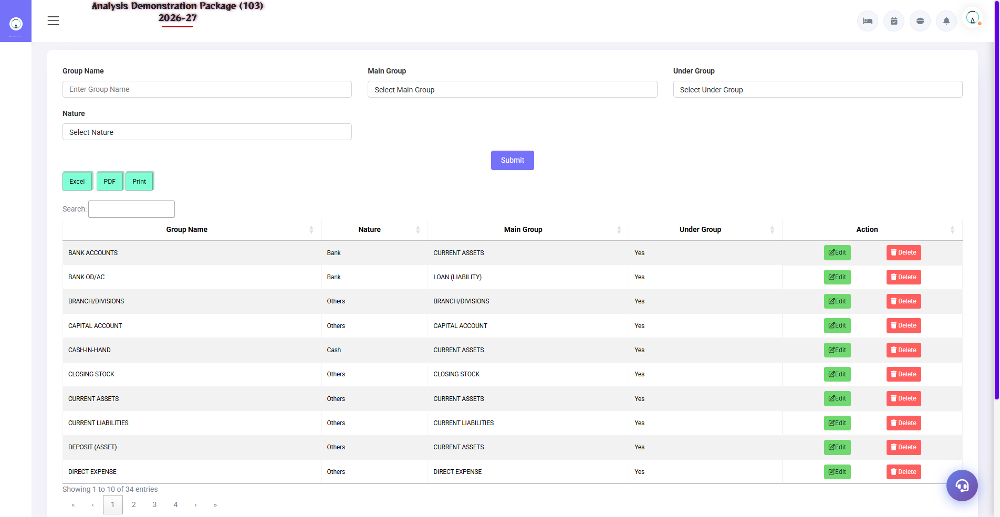 Analysis Demonstration Package (103)
2026-27
Group Name
Main Group
Under Group
Enter Group Name
Select Main Group
Select Under Group
Nature
Select Nature
Submit
Excel PDF Print
Search:
Group Name Nature Main Group Under Group Action
BANK ACCOUNTS Bank CURRENT ASSETS Yes Edit Delete
BANK OD/AC Bank LOAN (LIABILITY) Yes Edit Delete
BRANCH/DIVISIONS Others BRANCH/DIVISIONS Yes Edit Delete
CAPITAL ACCOUNT Others CAPITAL ACCOUNT Yes Edit Delete
CASH-IN-HAND Cash CURRENT ASSETS Yes Edit Delete
CLOSING STOCK Others CLOSING STOCK Yes Edit Delete
CURRENT ASSETS Others CURRENT ASSETS Yes Edit Delete
CURRENT LIABILITIES Others CURRENT LIABILITIES Yes Edit Delete
DEPOSIT (ASSET) Others CURRENT ASSETS Yes Edit Delete
DIRECT EXPENSE Others DIRECT EXPENSE Yes Edit Delete
Showing 1 to 10 of 34 entries
« ‹ 1 2 3 4 › »